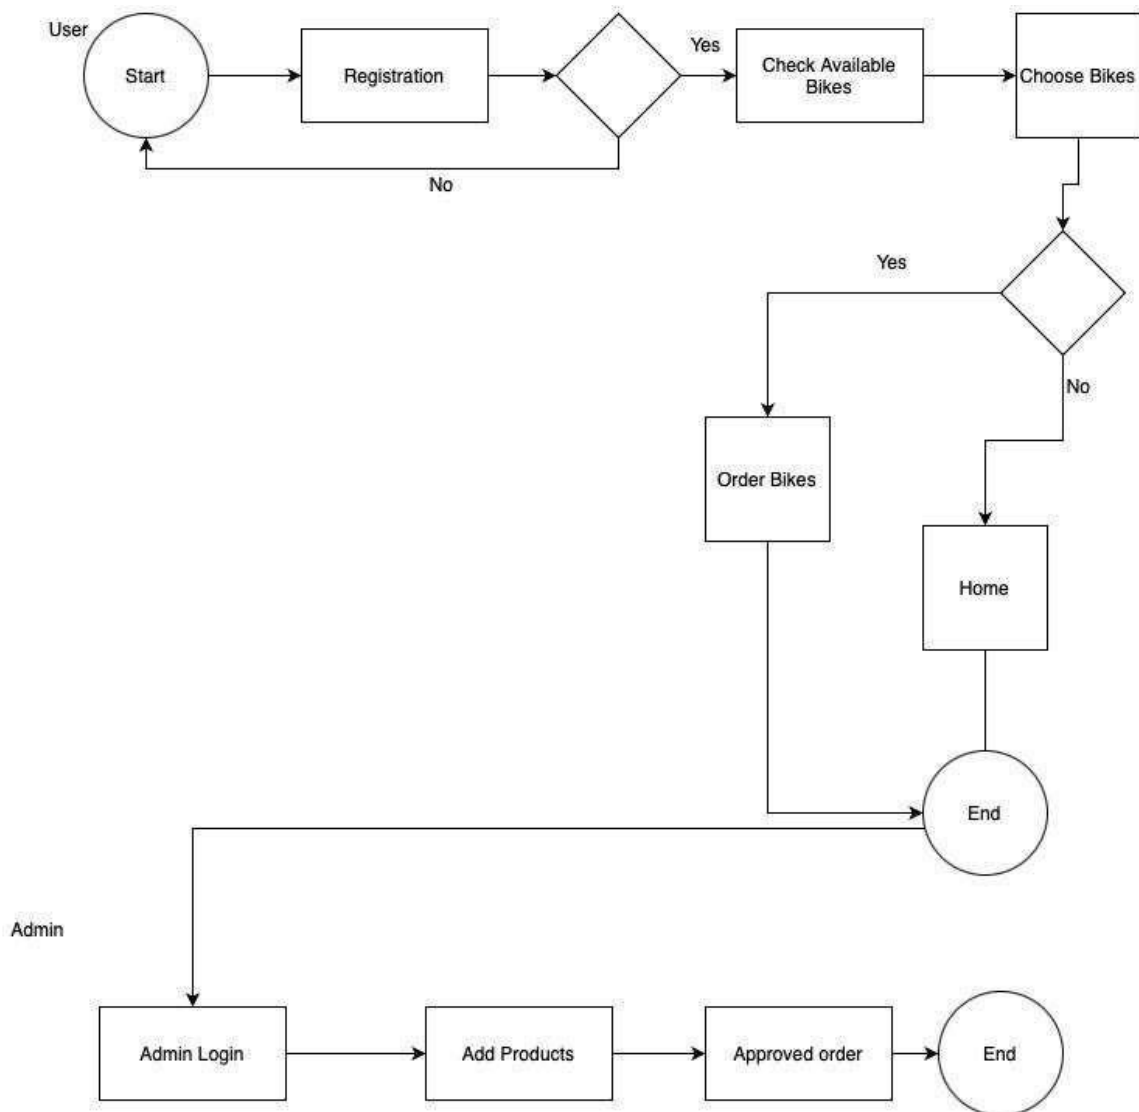 User
Start
Registration
Yes
Check Available
Bikes
Choose Bikes
No
Yes
No
Order Bikes
Home
End
Admin
Admin Login
Add Products
Approved order
End